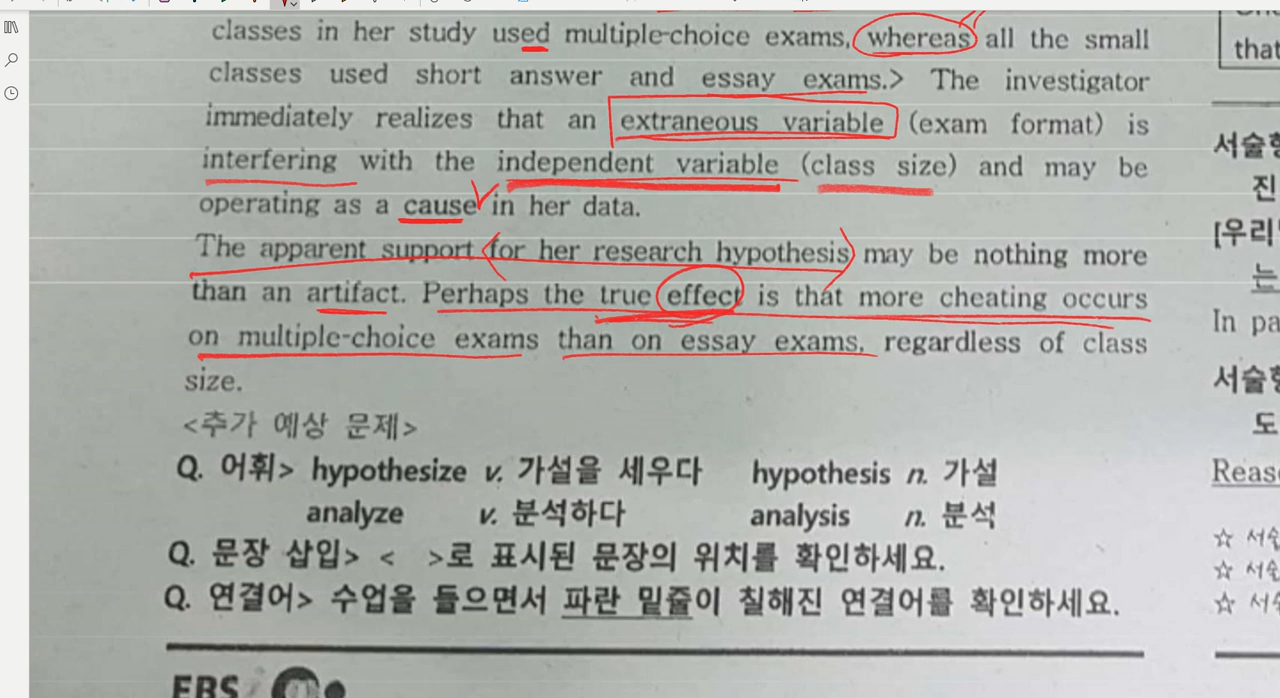 classes in her study used multiple-choice exams, whereas all the small
classes used short answer and essay exams.> The investigator
immediately realizes that an extraneous variable (exam format) is
interfering with the independent variable (class size) and may be
operating as a cause in her data.
The apparent support for her research hypothesis may be nothing more
than an artifact. Perhaps the true effect is that more cheating occurs
on multiple-choice exams than on essay exams, regardless of class
size.
<추가 예상 문제>
Q. 어휘> hypothesize v. 가설을 세우다 hypothesis n. 가설
analyze v. 분석하다 analysis n. 분석
Q. 문장 삽입> < >로 표시된 문장의 위치를 확인하세요.
Q. 연결어> 수업을 들으면서 파란 밑줄이 칠해진 연결어를 확인하세요.
EBS
that
서술형
진
[우리말
는
In pa
서술형
도
Reas
☆ 서술
☆ 서술
☆ 서술